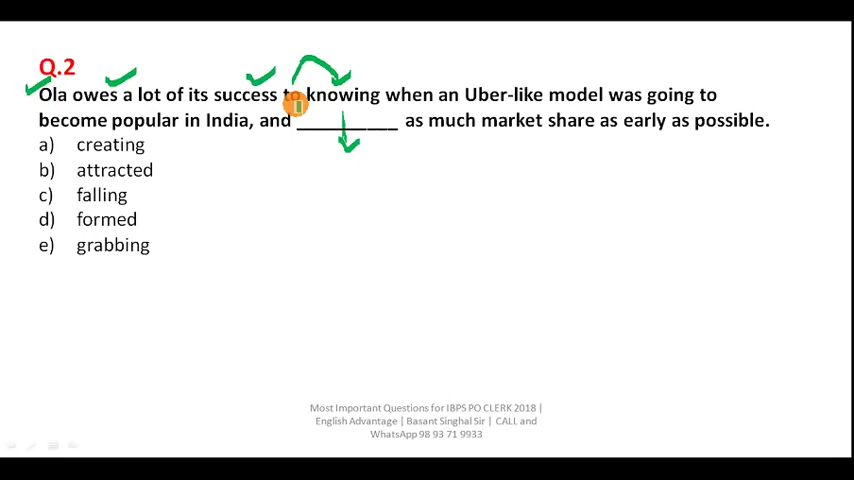 Q.2
Ola owes a lot of its success to knowing when an Uber-like model was going to
become popular in India, and __________ as much market share as early as possible.
a) creating
b) attracted
c) falling
d) formed
e) grabbing
Most Important Questions for IBPS PO CLERK 2018 |
English Advantage | Basant Singhal Sir | CALL and
WhatsApp 98 93 71 9933